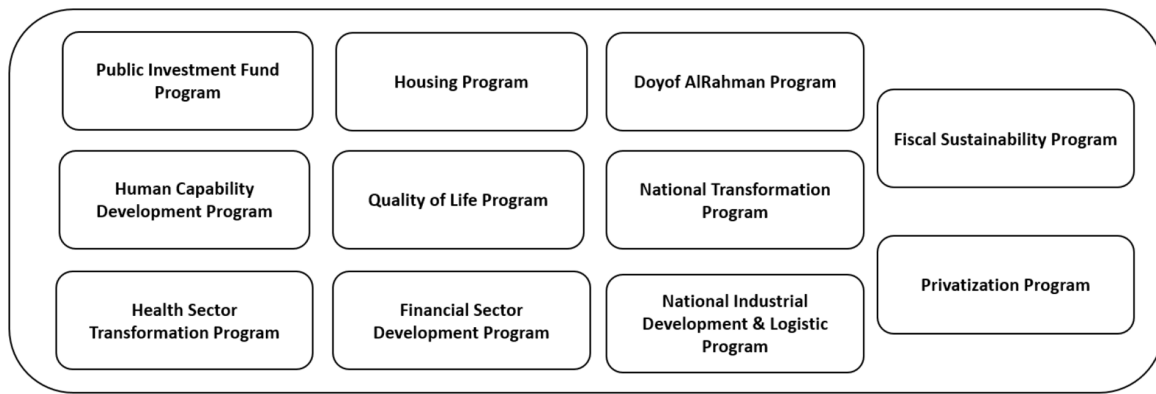 Public Investment Fund
Program
Housing Program
Doyof AlRahman Program
Fiscal Sustainability Program
Human Capability
Development Program
Quality of Life Program
National Transformation
Program
Privatization Program
Health Sector
Transformation Program
Financial Sector
Development Program
National Industrial
Development & Logistic
Program